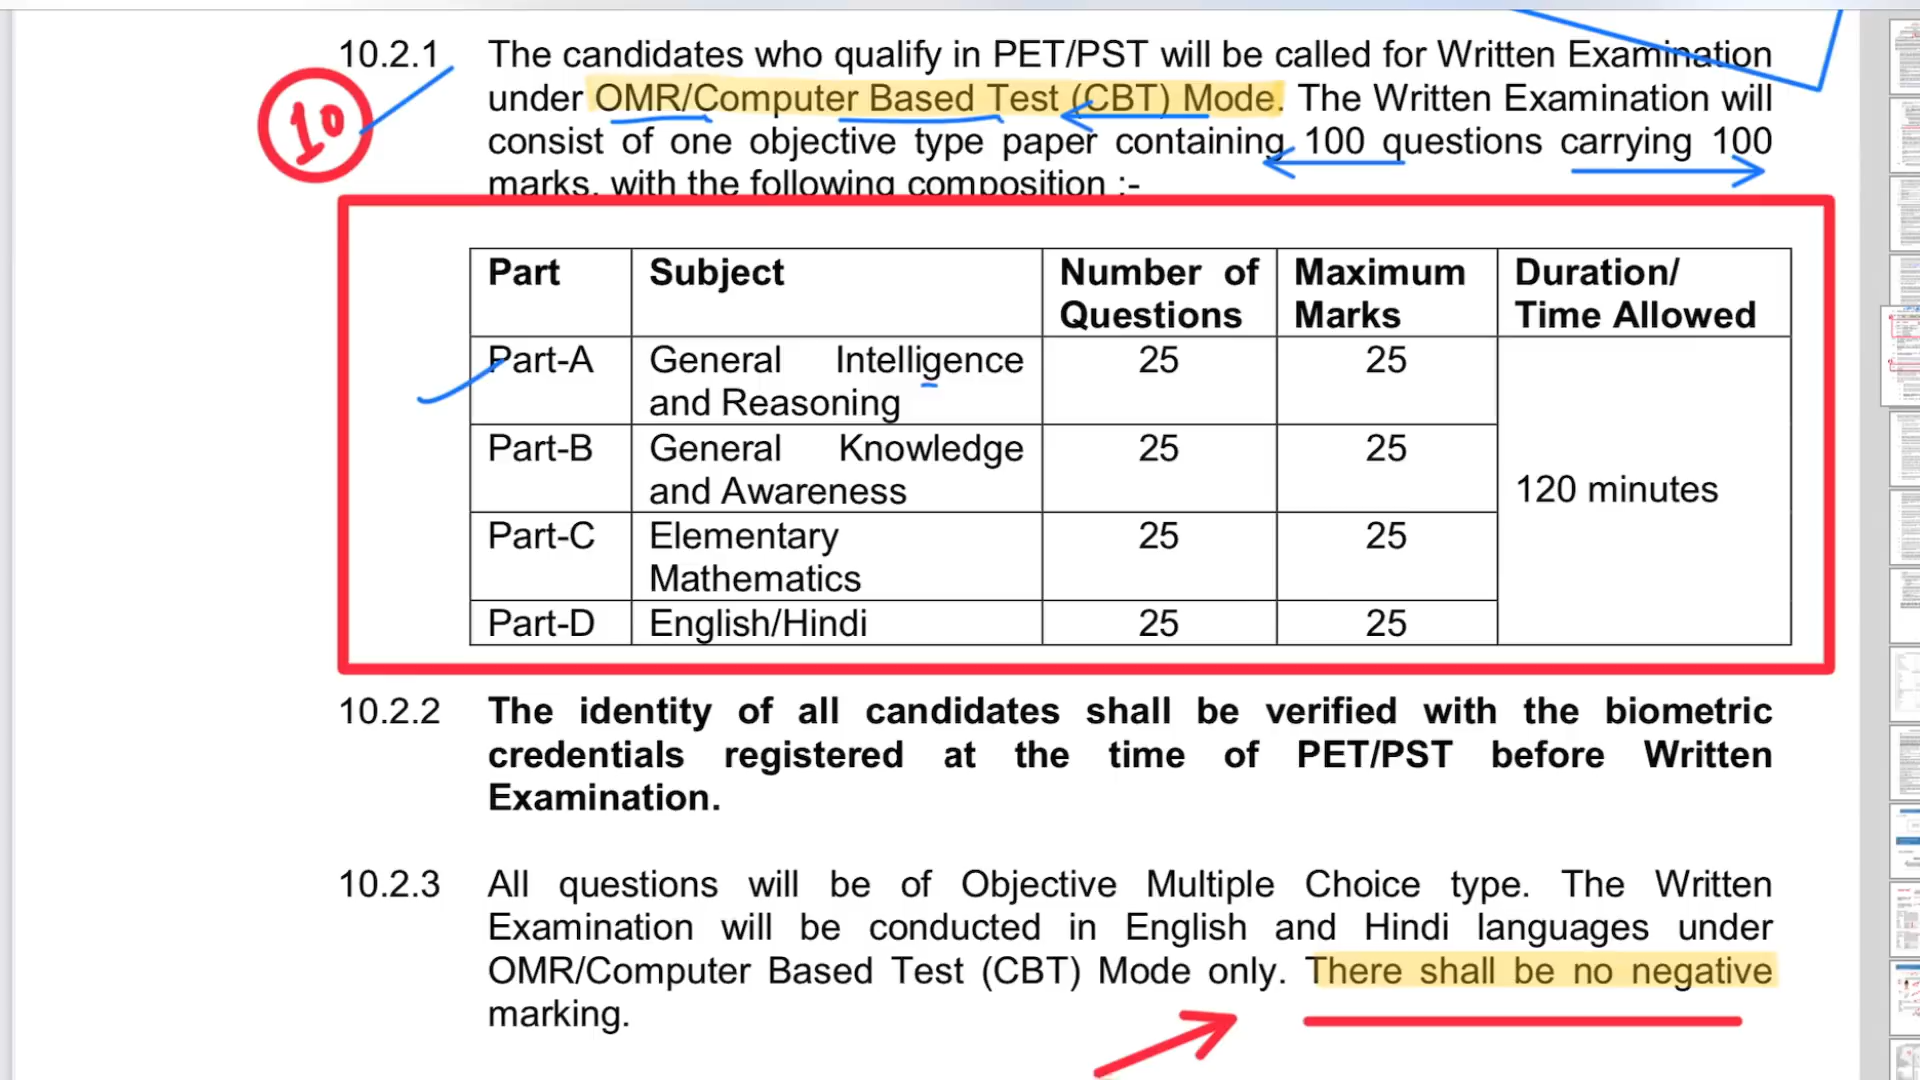 10.2.1 The candidates who qualify in PET/PST will be called for Written Examination
under OMR/Computer Based Test (CBT) Mode. The Written Examination will
10
consist of one objective type paper containing 100 questions carrying 100
marks, with the following composition :-
Part Subject Number of Questions Maximum Marks Duration/ Time Allowed
Part-A General Intelligence and Reasoning 25 25 120 minutes
Part-B General Knowledge and Awareness 25 25
Part-C Elementary Mathematics 25 25
Part-D English/Hindi 25 25
10.2.2 The identity of all candidates shall be verified with the biometric
credentials registered at the time of PET/PST before Written
Examination.
10.2.3 All questions will be of Objective Multiple Choice type. The Written
Examination will be conducted in English and Hindi languages under
OMR/Computer Based Test (CBT) Mode only. There shall be no negative
marking.